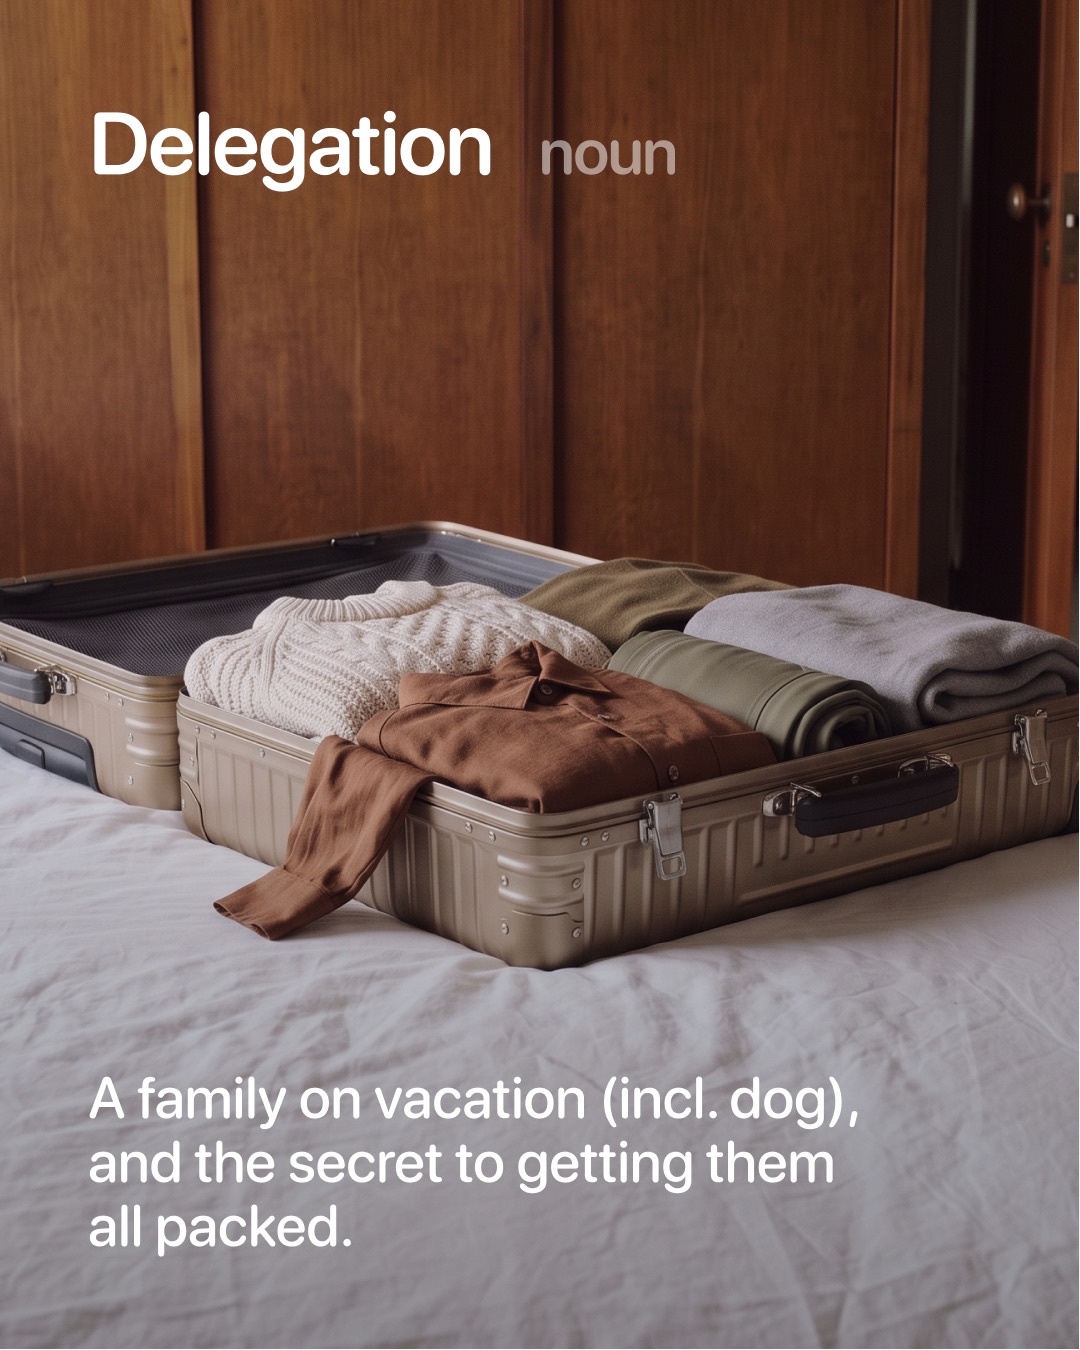 Delegation noun
A family on vacation (incl. dog),
and the secret to getting them
all packed.